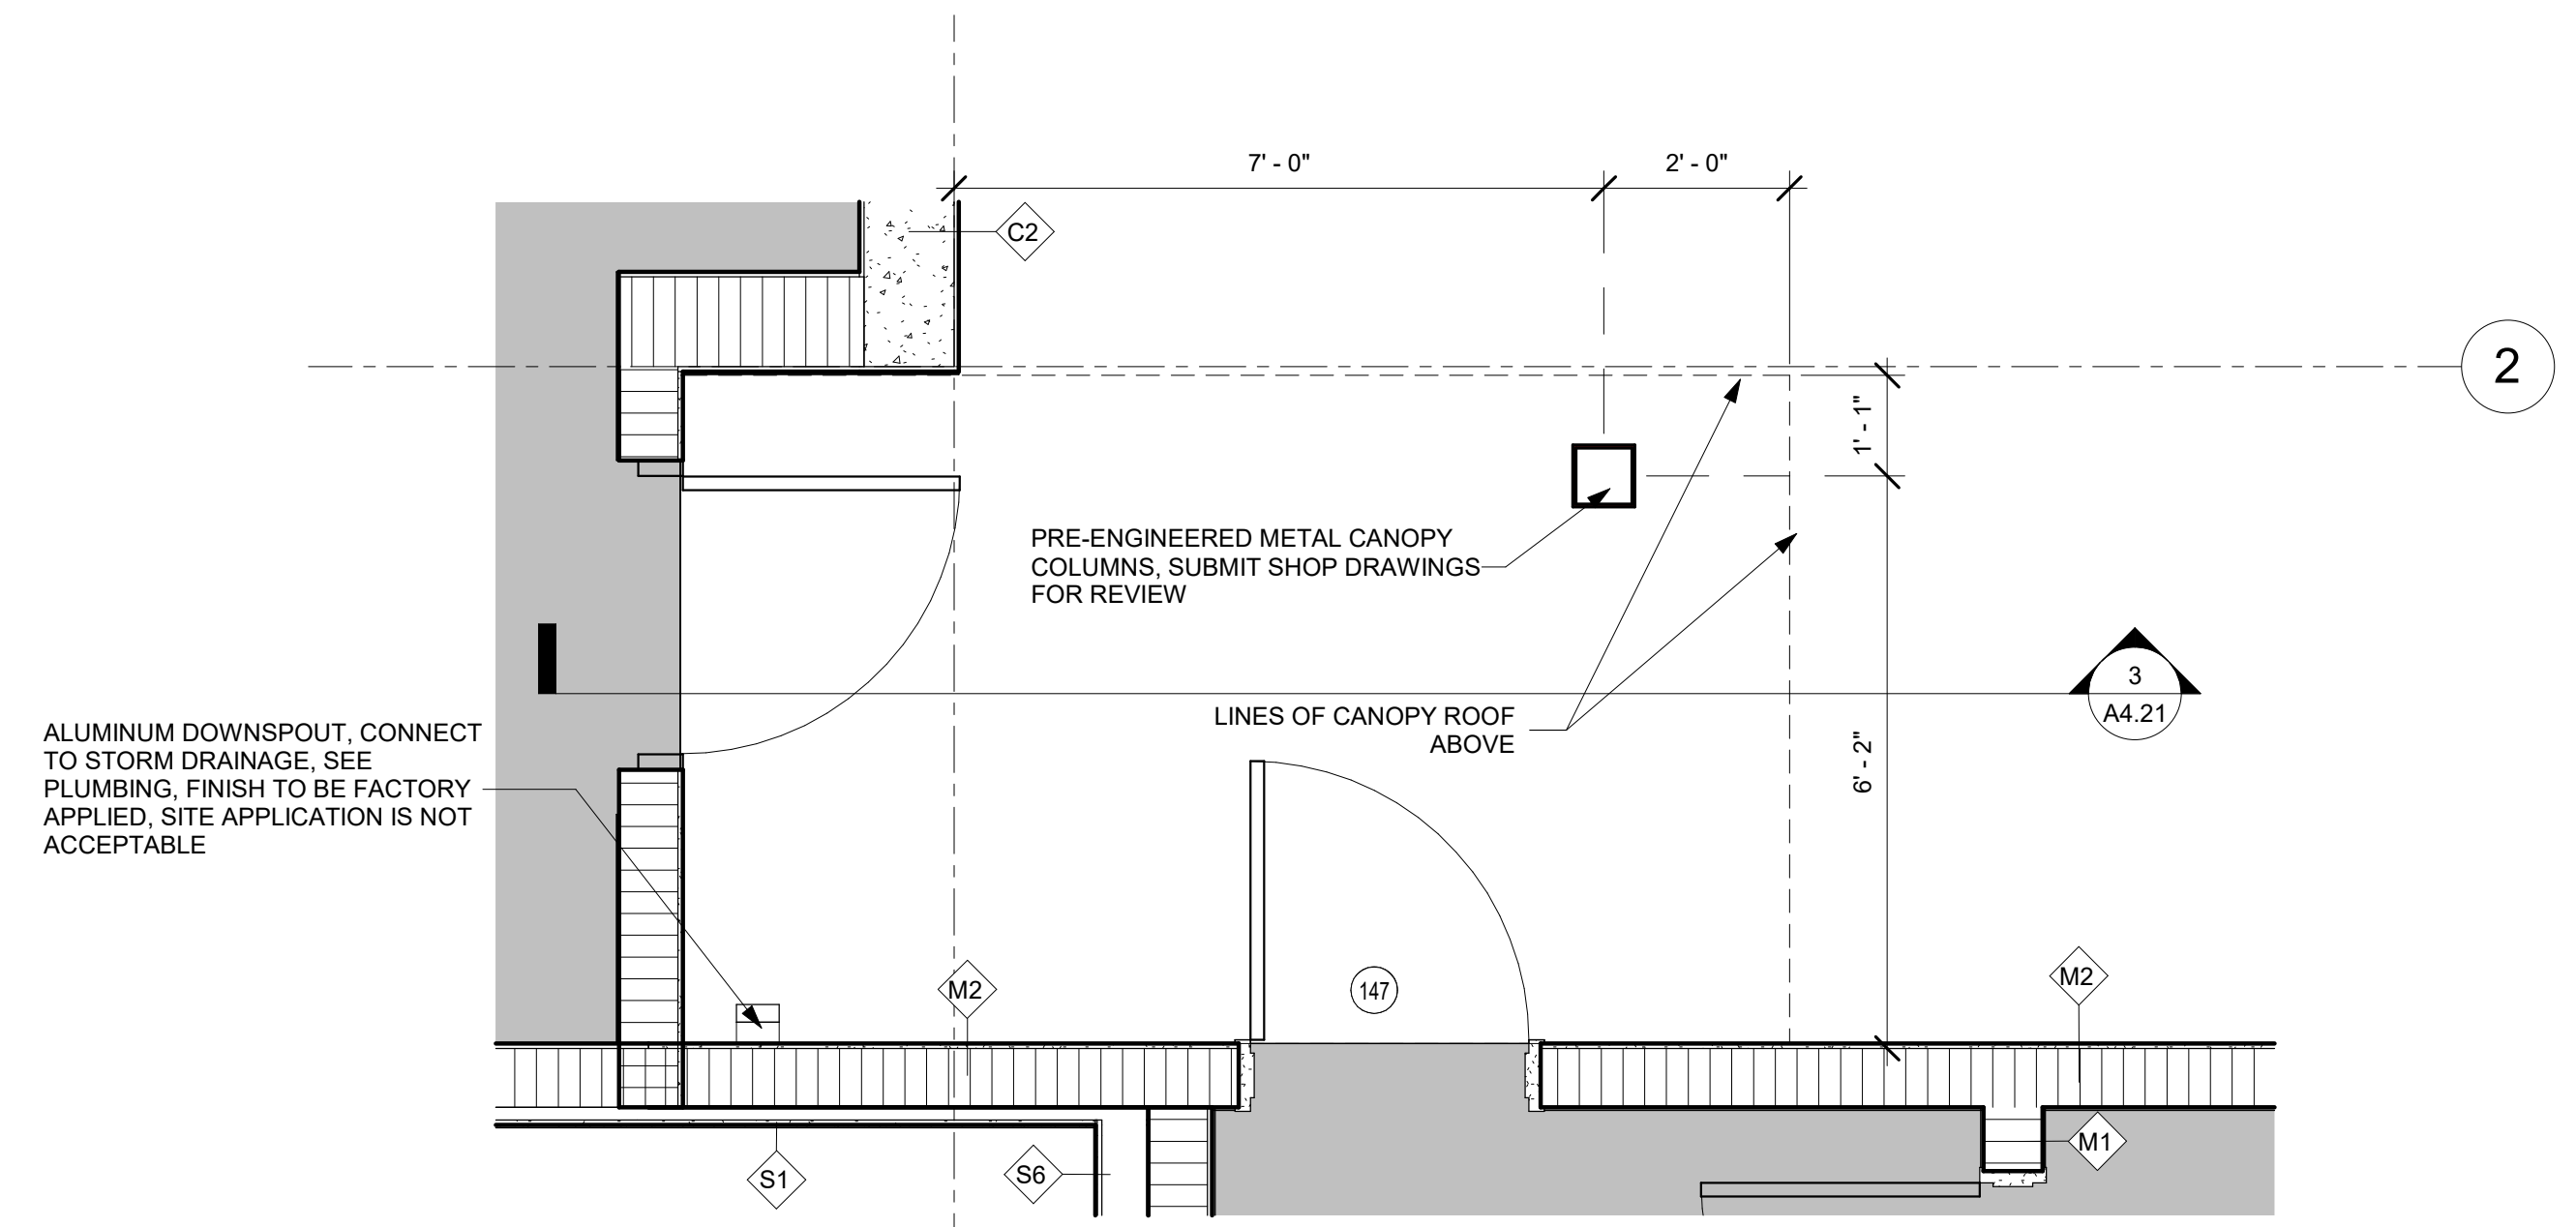 7' - 0"
2' - 0"
C2
2
1' - 1"
PRE-ENGINEERED METAL CANOPY
COLUMNS, SUBMIT SHOP DRAWINGS
FOR REVIEW
3
A4.21
LINES OF CANOPY ROOF
ABOVE
6' - 2"
ALUMINUM DOWNSPOUT, CONNECT
TO STORM DRAINAGE, SEE
PLUMBING, FINISH TO BE FACTORY
APPLIED, SITE APPLICATION IS NOT
ACCEPTABLE
M2
147
M2
S1
S6
M1